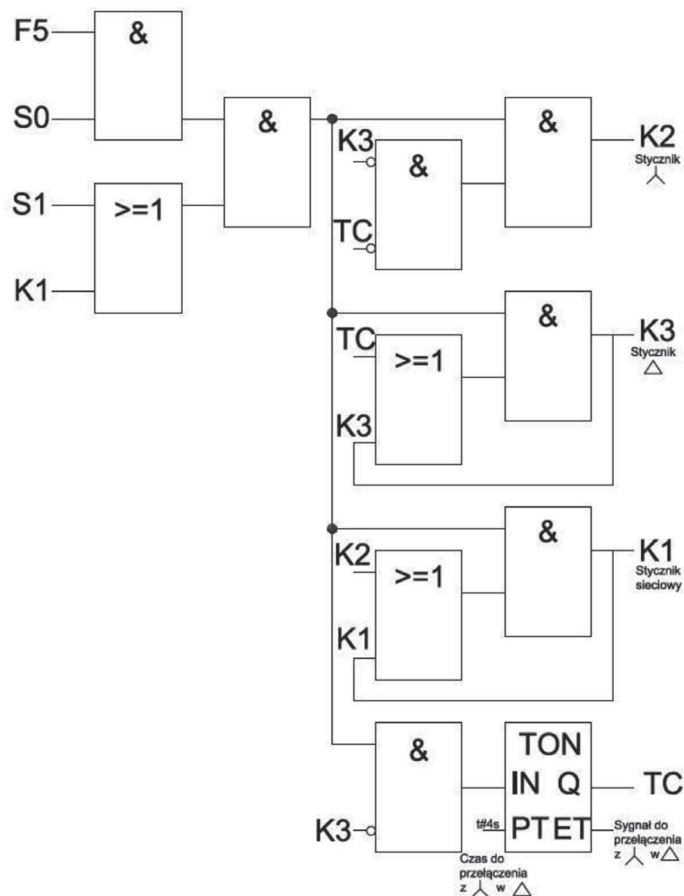 F5
&
S0
&
S1
>=1
K1
K3
&
TC
&
K2
Stycznik
TC
>=1
K3
&
K3
Stycznik
K2
>=1
K1
&
K1
Stycznik
sieciowy
&
K3
TON
IN Q
TC
t#4s
PT ET
Sygnał do
przełączenia
z w
Czas do
przełączenia
z w